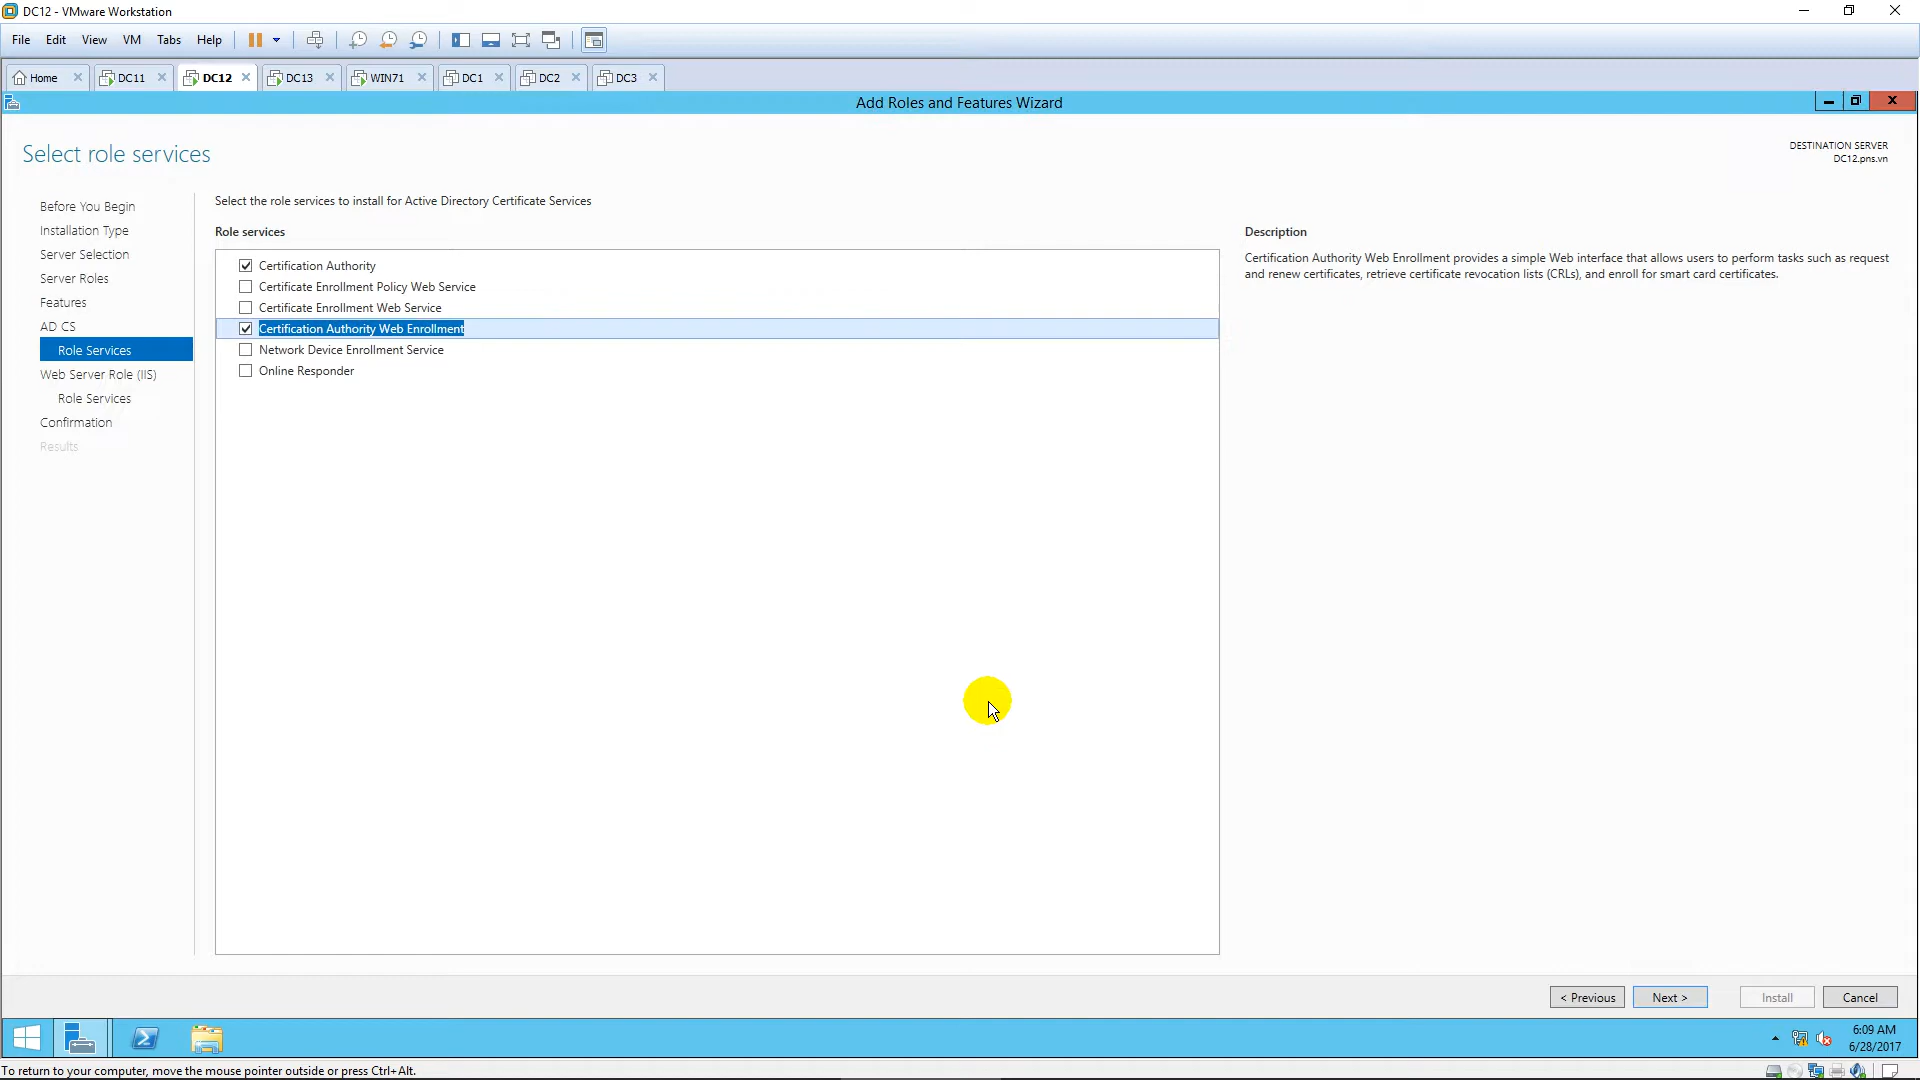 DC12 - VMware Workstation
File Edit View VM Tabs Help
Home DC11 DC12 DC13 WIN71 DC1 DC2 DC3
Add Roles and Features Wizard
Select role services
DESTINATION SERVER
DC12.pns.vn
Before You Begin
Installation Type
Server Selection
Server Roles
Features
AD CS
Role Services
Web Server Role (IIS)
Role Services
Confirmation
Results
Select the role services to install for Active Directory Certificate Services
Role services
Certification Authority
Certificate Enrollment Policy Web Service
Certificate Enrollment Web Service
Certification Authority Web Enrollment
Network Device Enrollment Service
Online Responder
Description
Certification Authority Web Enrollment provides a simple Web interface that allows users to perform tasks such as request
and renew certificates, retrieve certificate revocation lists (CRLs), and enroll for smart card certificates.
< Previous Next > Install Cancel
6:09 AM
6/28/2017
To return to your computer, move the mouse pointer outside or press Ctrl+Alt.